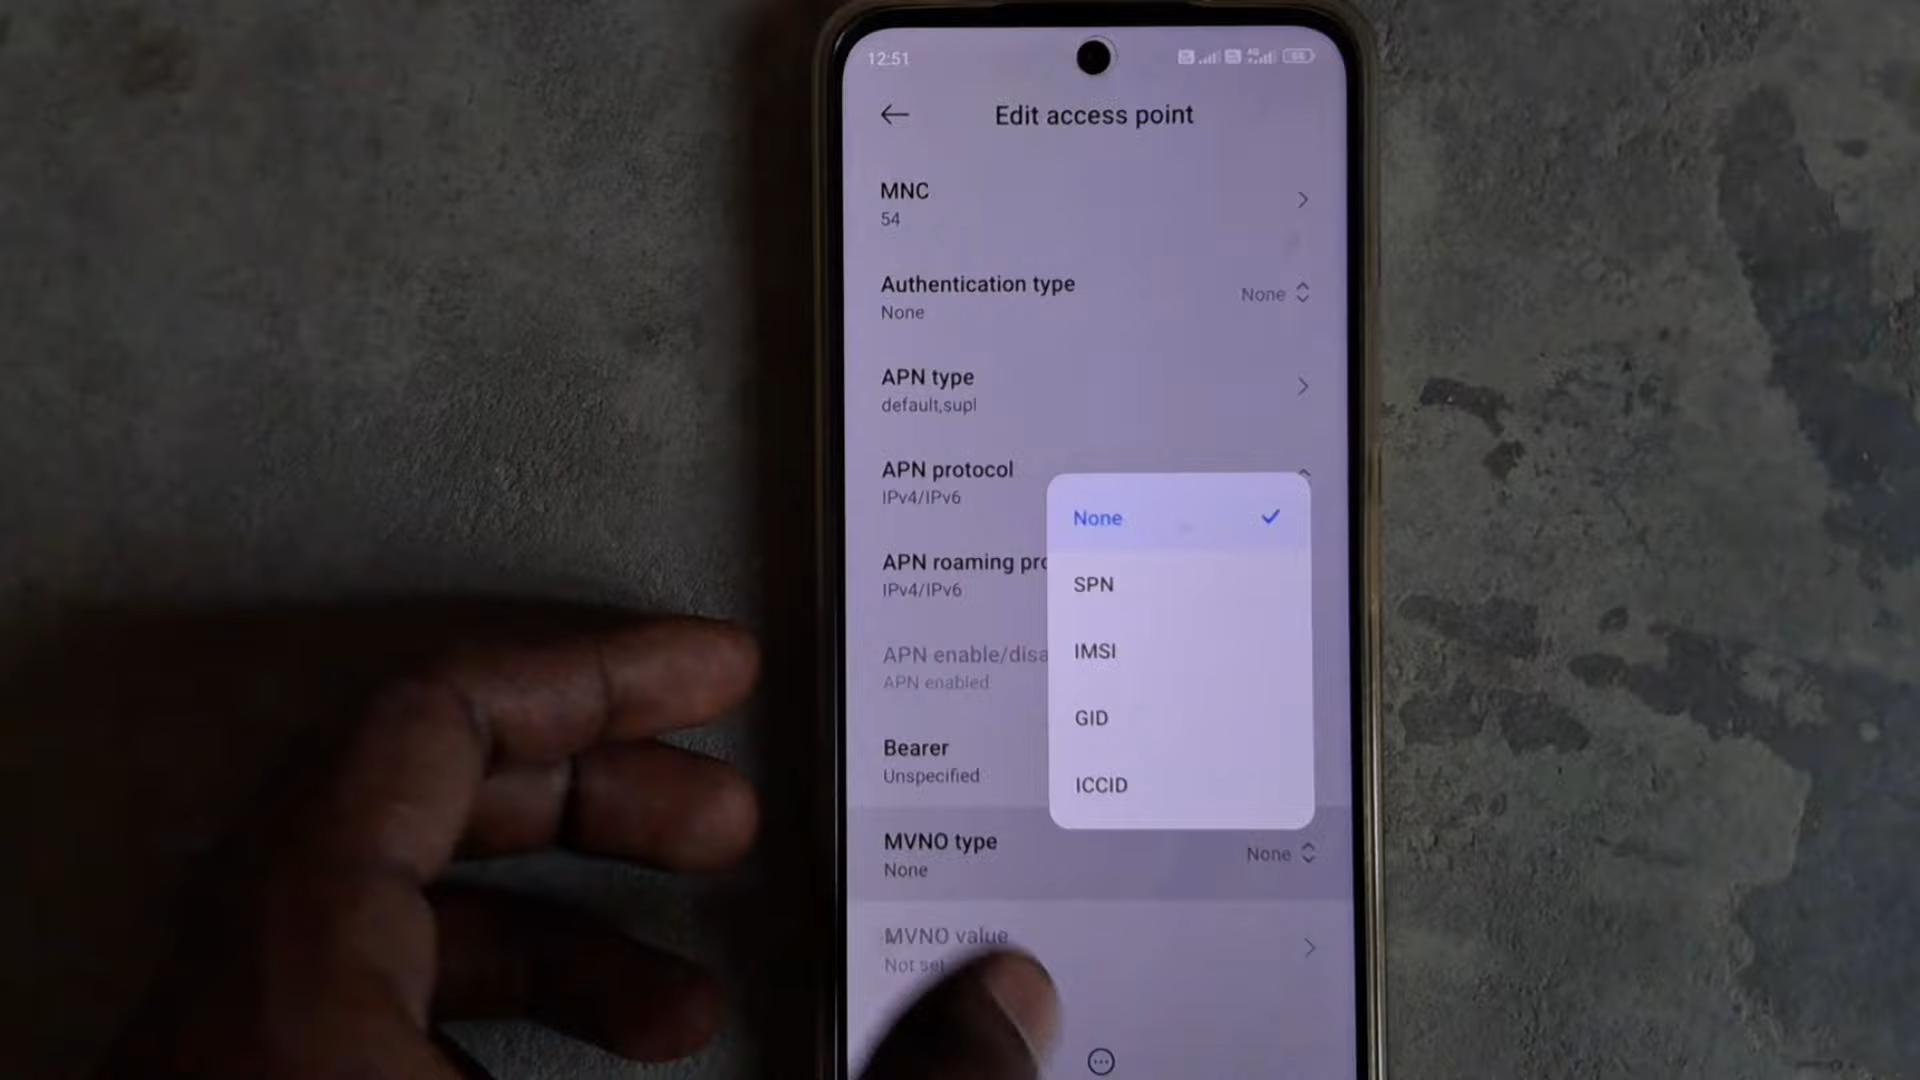 12:51
Edit access point
MNC
54
Authentication type
None
None
APN type
default,supl
APN protocol
IPv4/IPv6
APN roaming pro
IPv4/IPv6
APN enable/disa
APN enabled
Bearer
Unspecified
None
SPN
IMSI
GID
ICCID
MVNO type
None
None
MVNO value
Not set